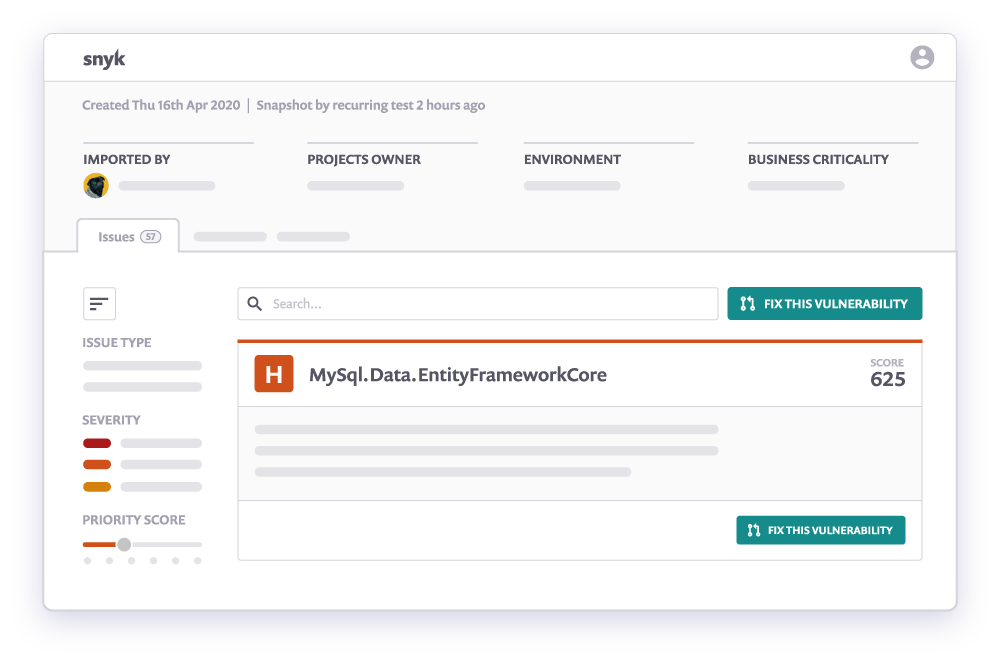 snyk
Created Thu 16th Apr 2020 | Snapshot by recurring test 2 hours ago
IMPORTED BY
PROJECTS OWNER
ENVIRONMENT
BUSINESS CRITICALITY
Issues 57
Search...
FIX THIS VULNERABILITY
ISSUE TYPE
SEVERITY
PRIORITY SCORE
H MySql.Data.EntityFrameworkCore
SCORE
625
FIX THIS VULNERABILITY